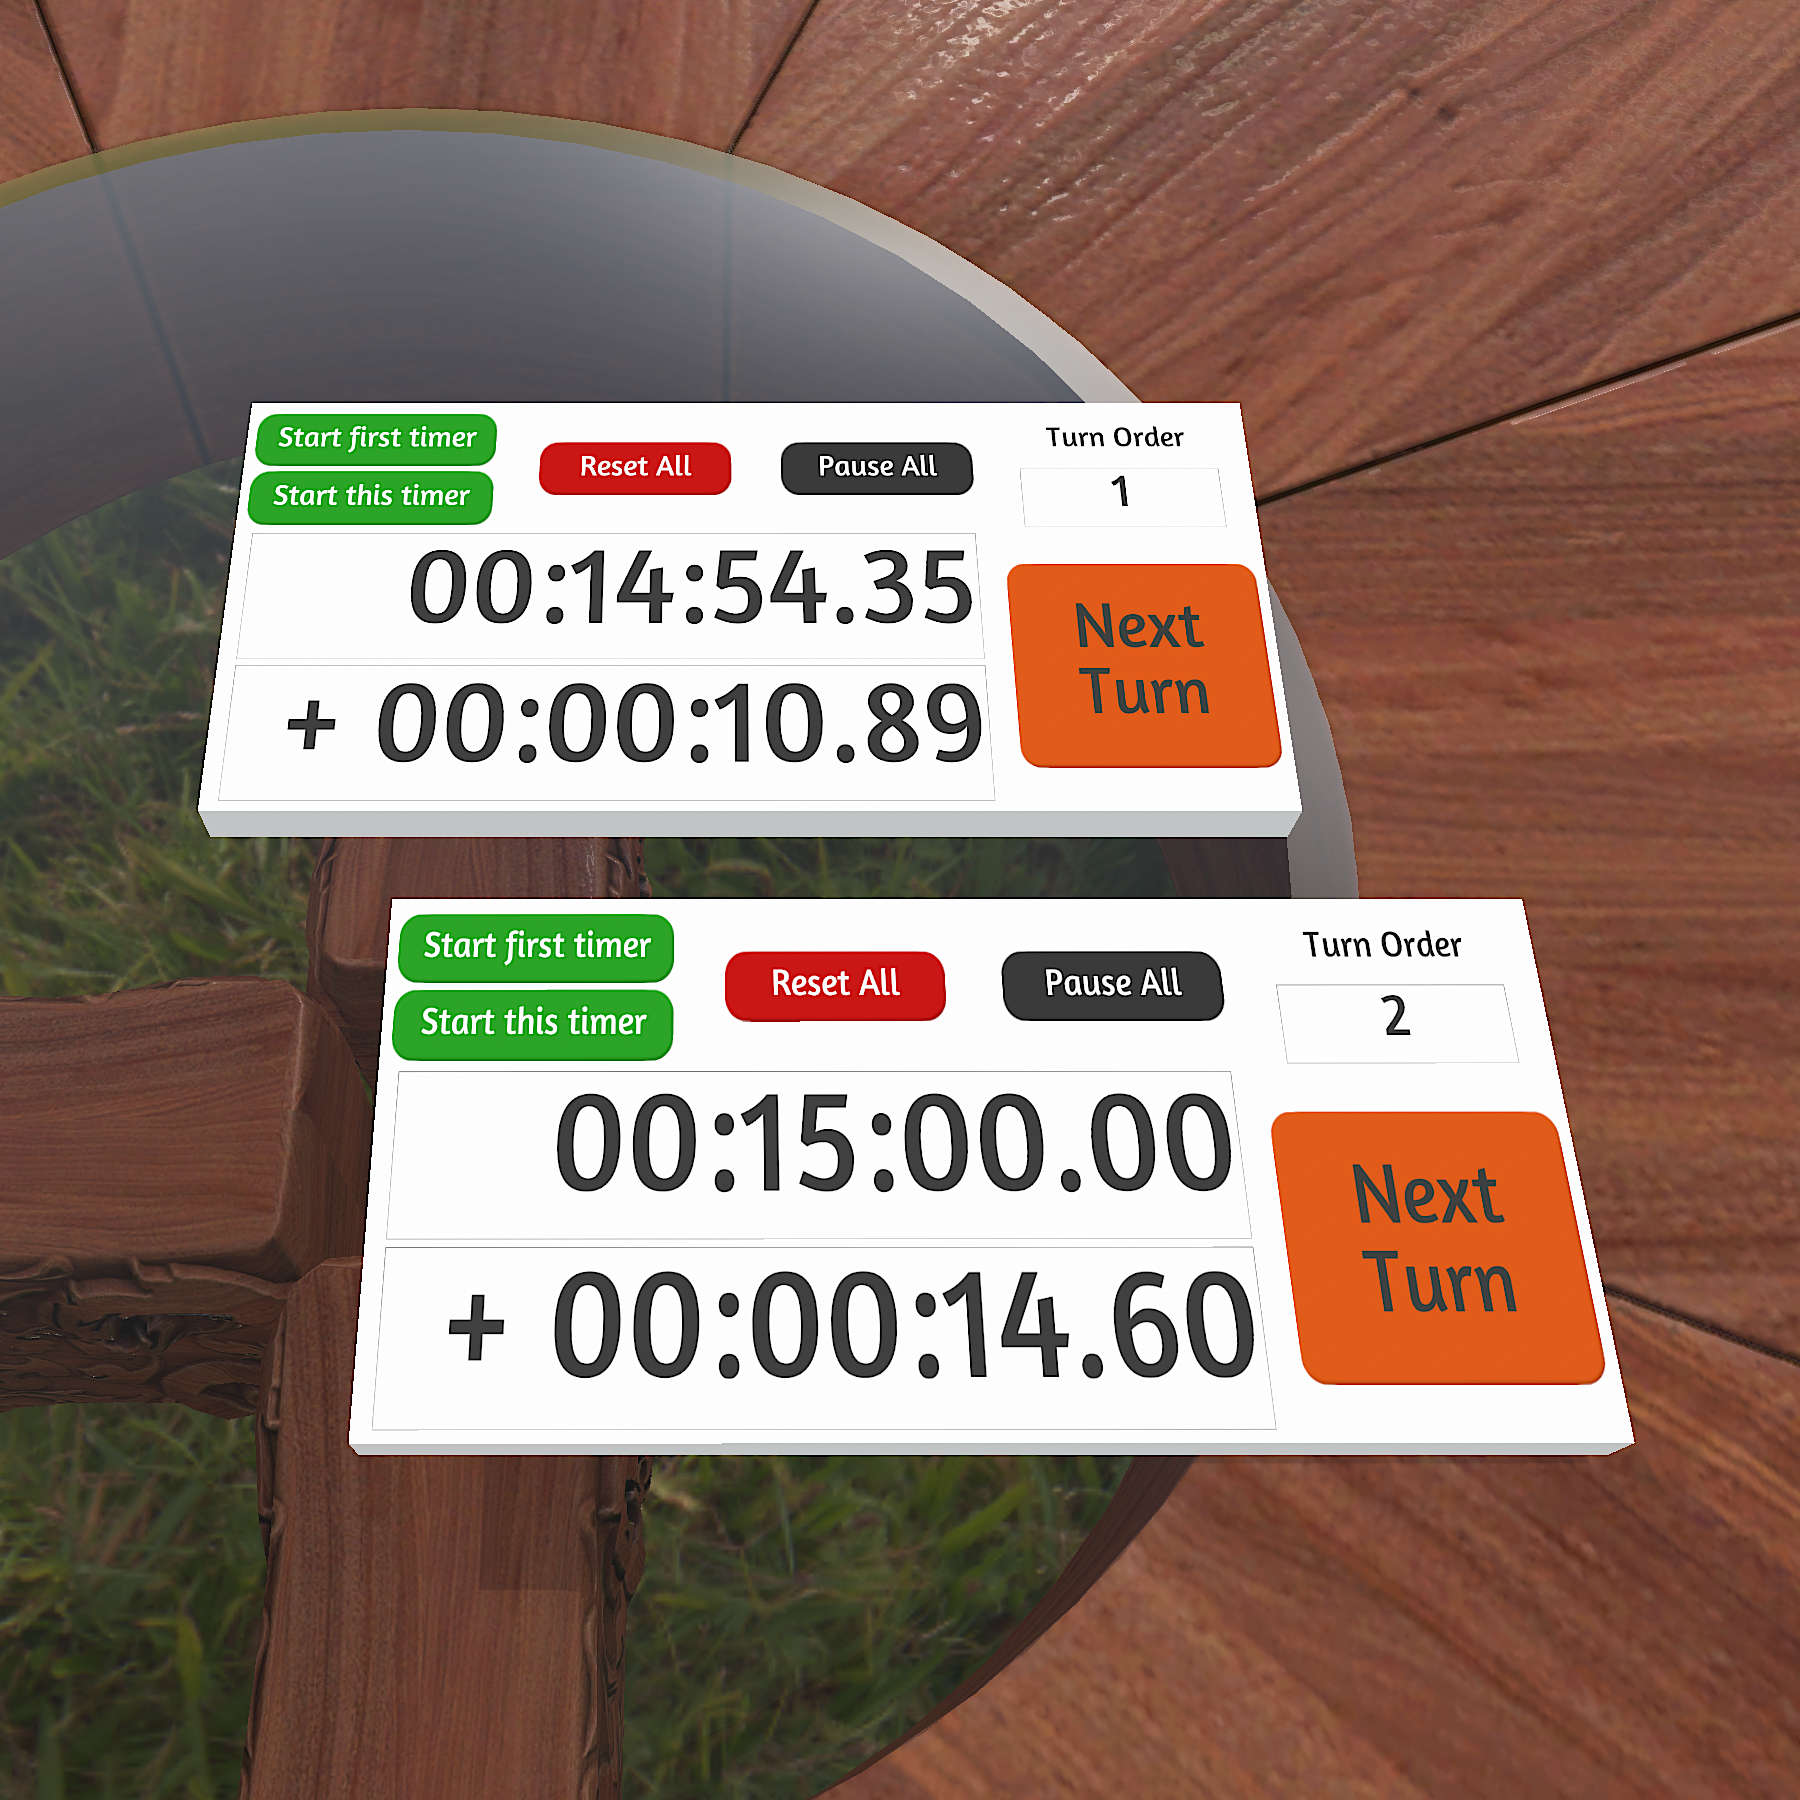 Start first timer
Start this timer
Reset All
Pause All
Turn Order
1
00:14:54.35
+ 00:00:10.89
Next
Turn
Start first timer
Start this timer
Reset All
Pause All
Turn Order
2
00:15:00.00
+ 00:00:14.60
Next
Turn